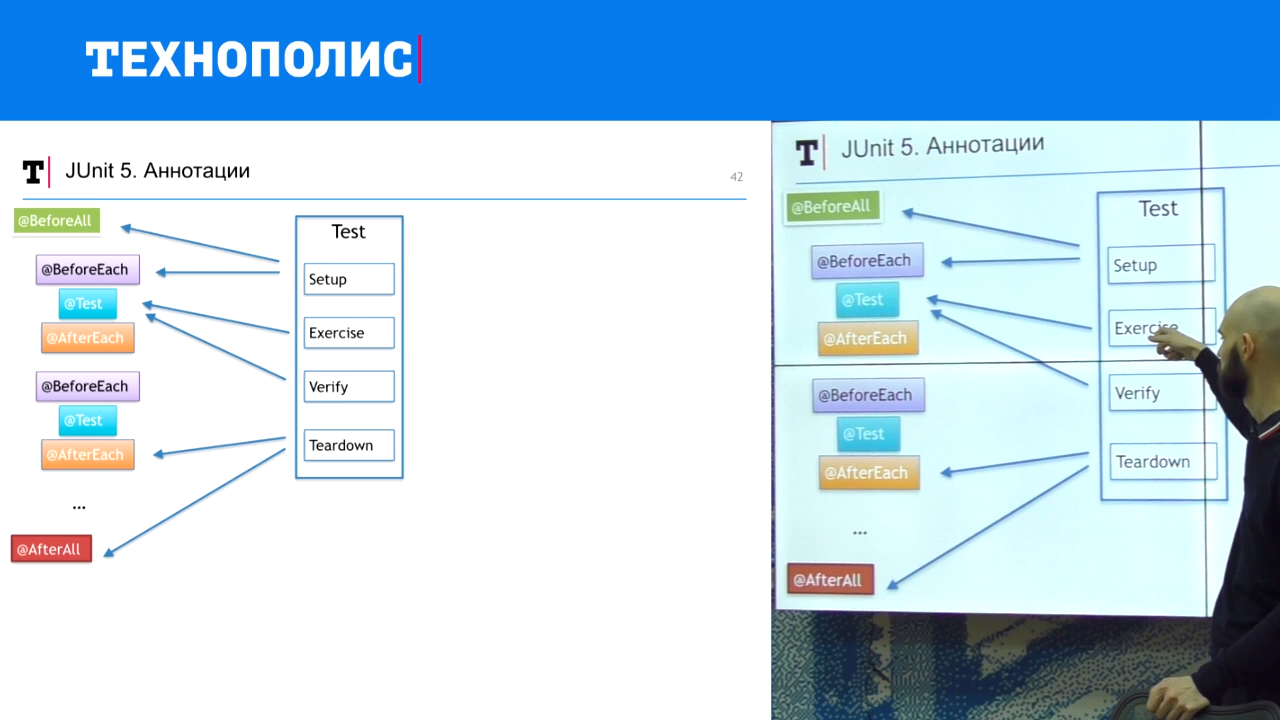 ТЕХНОПОЛИС
T JUnit 5. Аннотации
42
@BeforeAll
@BeforeEach
@Test
@AfterEach
@BeforeEach
@Test
@AfterEach
...
@AfterAll
Test
Setup
Exercise
Verify
Teardown
T JUnit 5. Аннотации
@BeforeAll
@BeforeEach
@Test
@AfterEach
@BeforeEach
@Test
@AfterEach
...
@AfterAll
Test
Setup
Exercise
Verify
Teardown